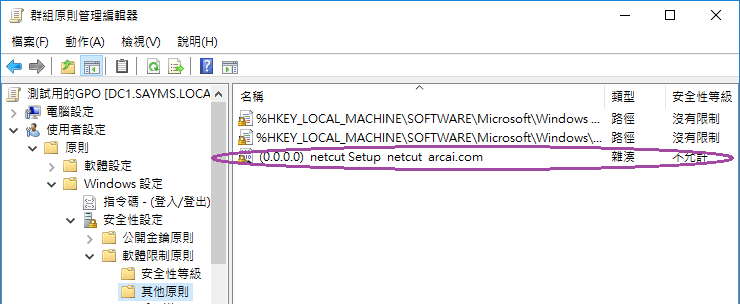 群組原則管理編輯器
檔案(F) 動作(A) 檢視(V) 說明(H)
測試用的GPO [DC1.SAYMS.LOCA
電腦設定
使用者設定
原則
軟體設定
Windows 設定
指令碼 - (登入/登出)
安全性設定
公開金鑰原則
軟體限制原則
安全性等級
其他原則
名稱 類型 安全性等級
%HKEY_LOCAL_MACHINE\SOFTWARE\Microsoft\Windows ... 路徑 沒有限制
%HKEY_LOCAL_MACHINE\SOFTWARE\Microsoft\Windows\... 路徑 沒有限制
(0.0.0.0) netcut Setup netcut arcai.com 雜湊 不允許